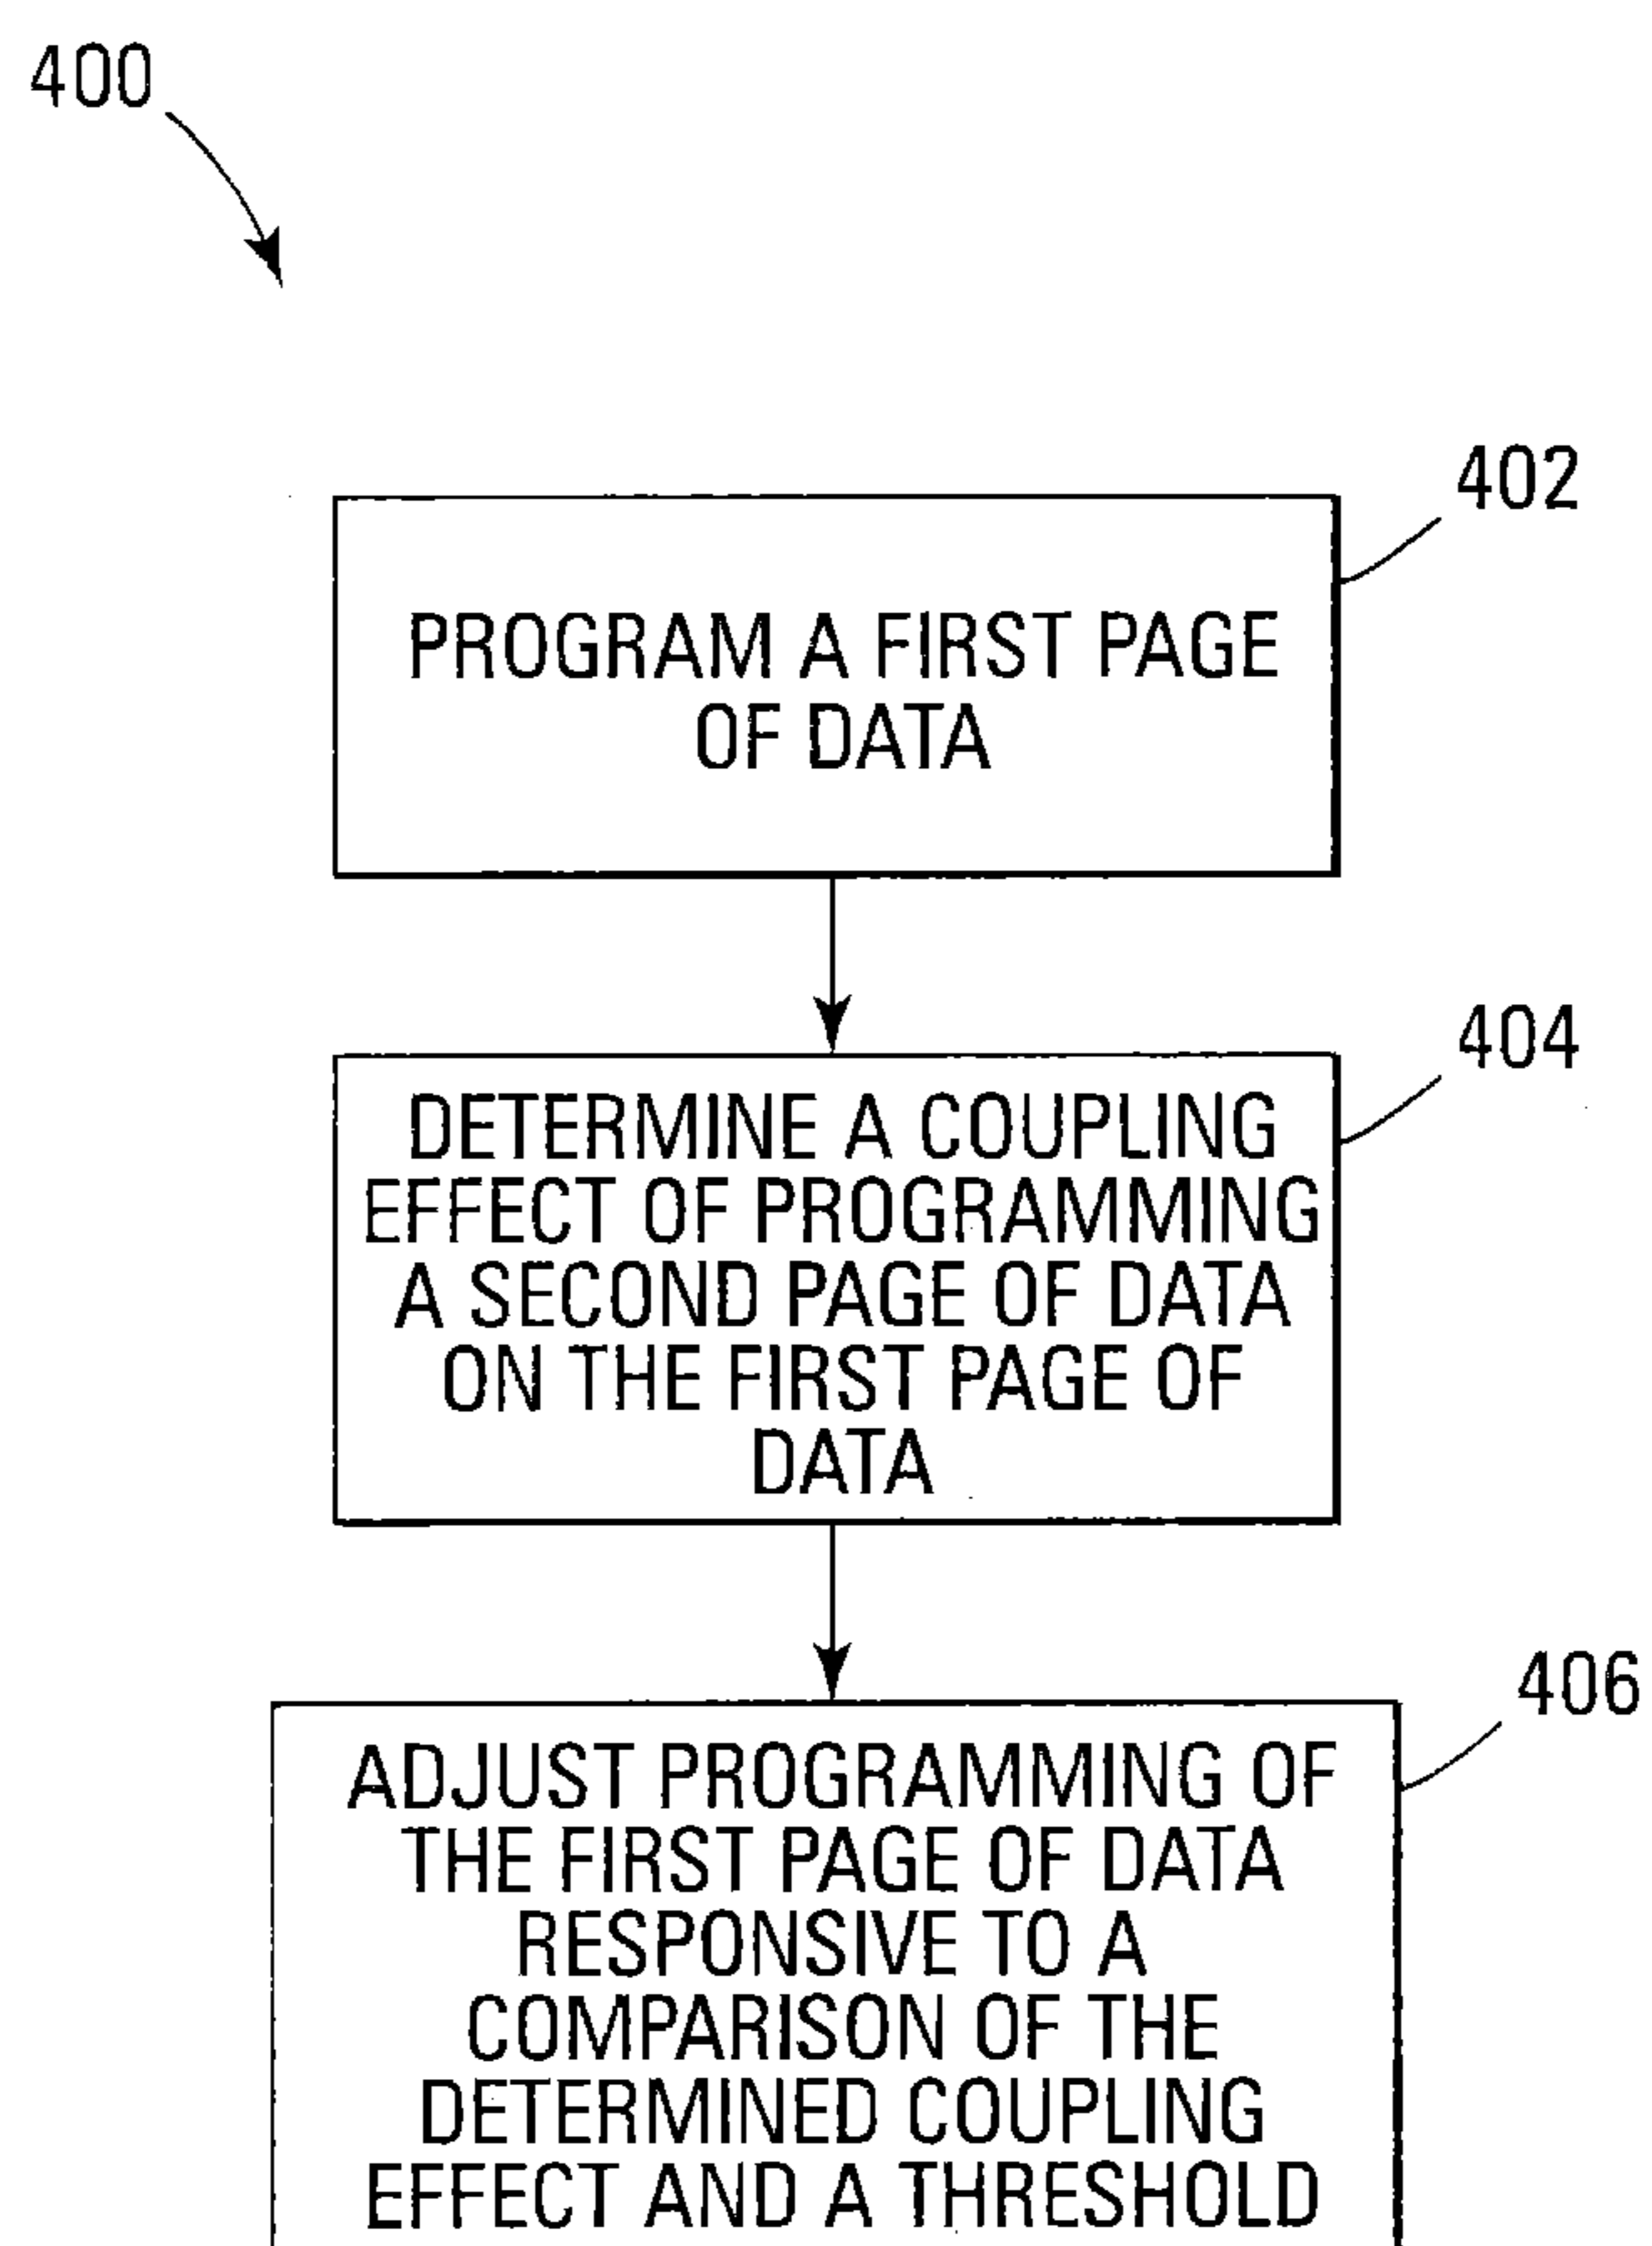 400
402
PROGRAM A FIRST PAGE
OF DATA
404
DETERMINE A COUPLING
EFFECT OF PROGRAMMING
A SECOND PAGE OF DATA
ON THE FIRST PAGE OF
DATA
406
ADJUST PROGRAMMING OF
THE FIRST PAGE OF DATA
RESPONSIVE TO A
COMPARISON OF THE
DETERMINED COUPLING
EFFECT AND A THRESHOLD